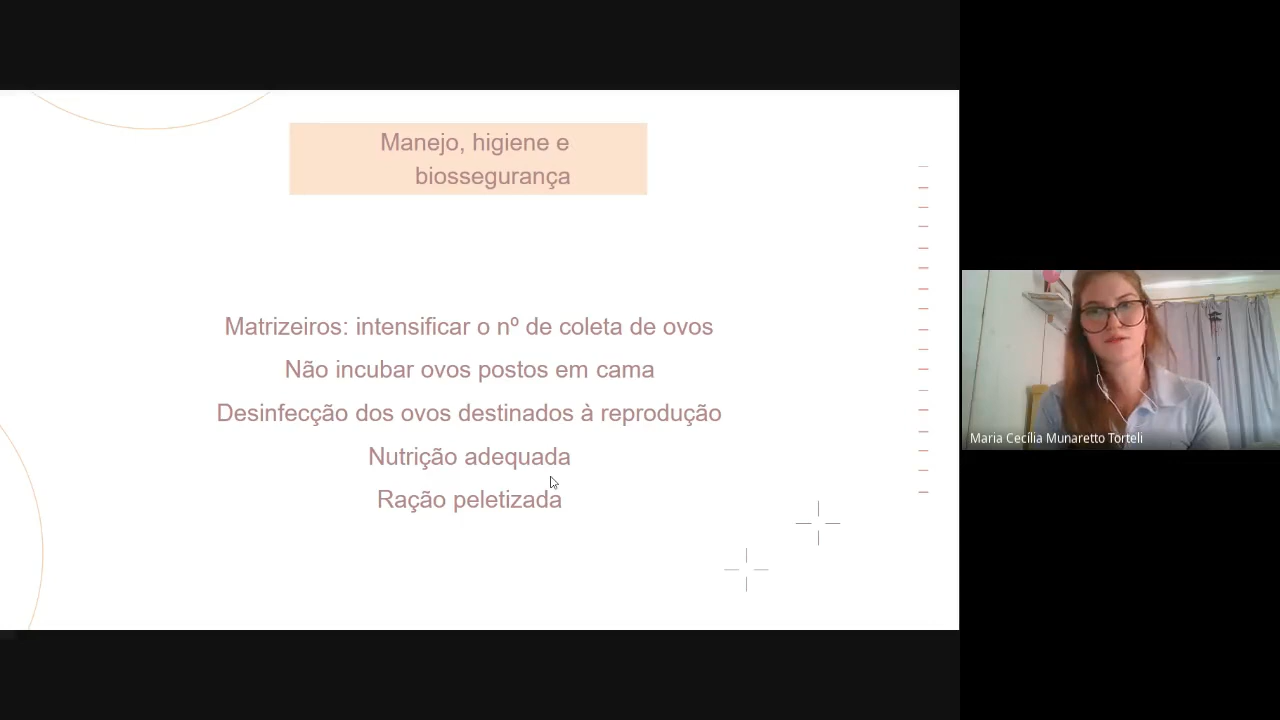 Manejo, higiene e
biossegurança
Matrizeiros: intensificar o nº de coleta de ovos
Não incubar ovos postos em cama
Desinfecção dos ovos destinados à reprodução
Nutrição adequada
Ração peletizada
Maria Cecília Munaretto Torteli